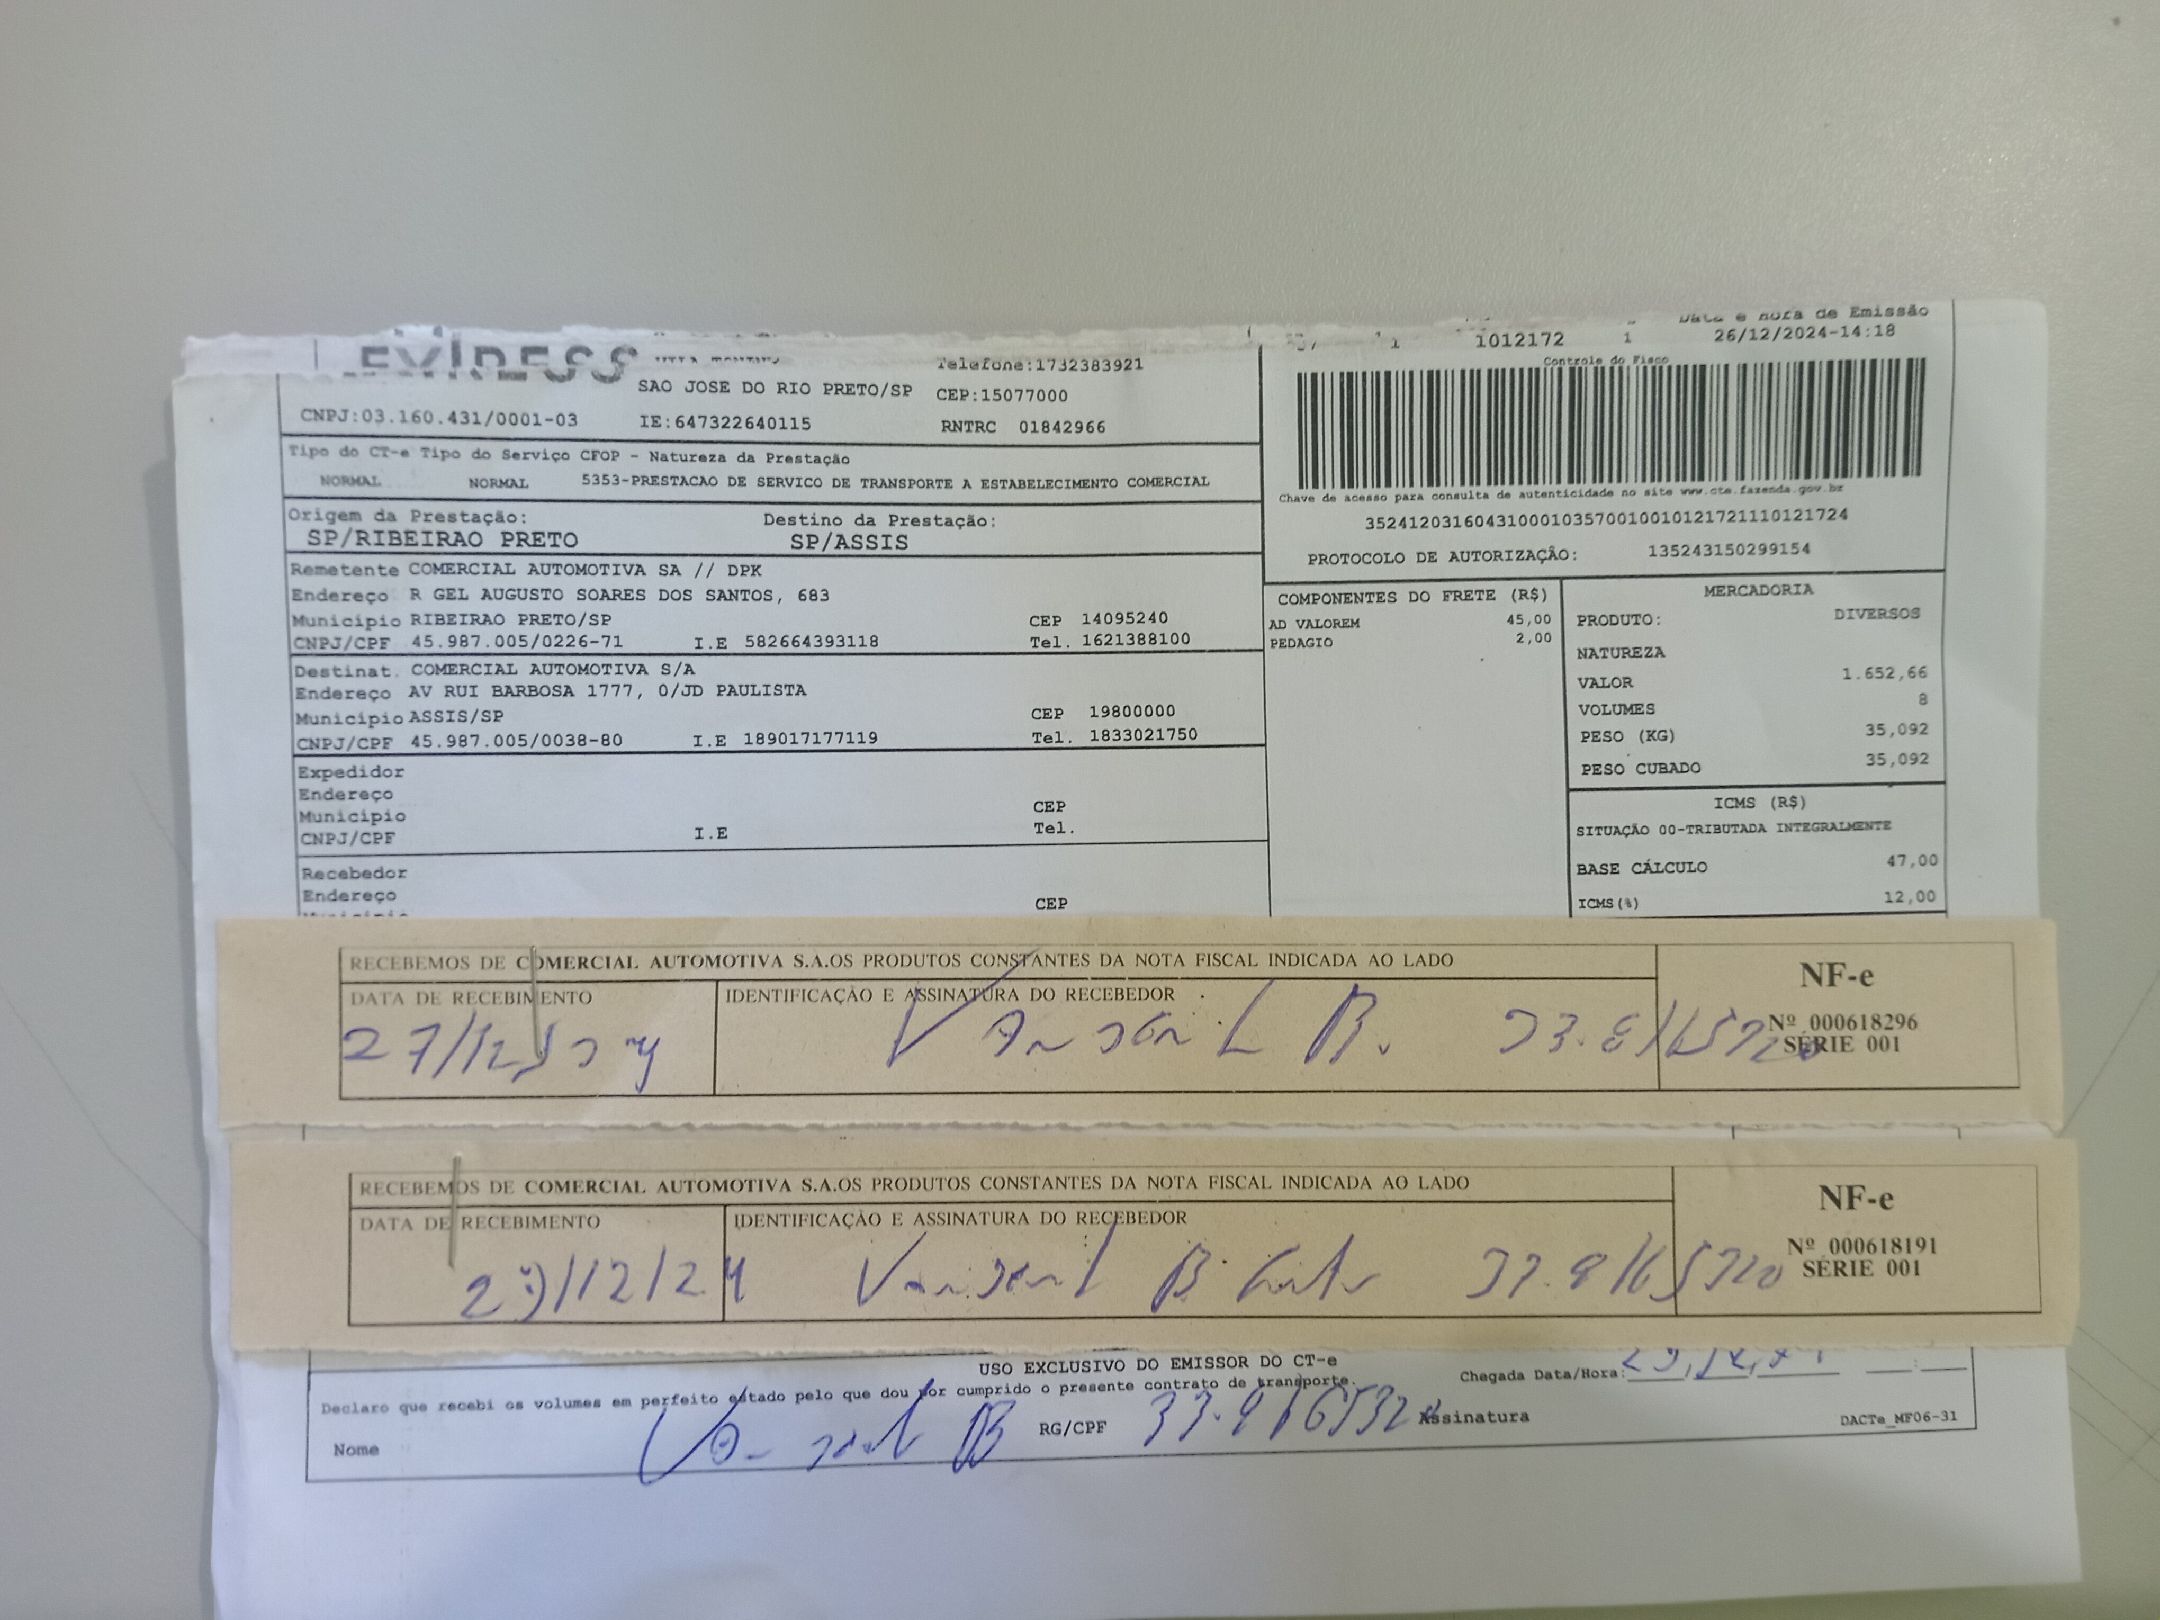 EXPRESS
Telefone:1732383921
SAO JOSE DO RIO PRETO/SP CEP:15077000
CNPJ:03.160.431/0001-03 IE:647322640115 RNTRC 01842966
1012172 1 Data e hora de Emissão
26/12/2024-14:18
Controle do Fisco
Tipo do CT-e Tipo do Serviço CFOP - Natureza da Prestação
NORMAL NORMAL 5353-PRESTACAO DE SERVICO DE TRANSPORTE A ESTABELECIMENTO COMERCIAL
Chave de acesso para consulta de autenticidade no site www.cte.fazenda.gov.br
35241203160431000103570010010121721110121724
PROTOCOLO DE AUTORIZAÇÃO: 135243150299154
Origem da Prestação: Destino da Prestação:
SP/RIBEIRAO PRETO SP/ASSIS
Remetente COMERCIAL AUTOMOTIVA SA // DPK
Endereço R GEL AUGUSTO SOARES DOS SANTOS, 683
Município RIBEIRAO PRETO/SP CEP 14095240
CNPJ/CPF 45.987.005/0226-71 I.E 582664393118 Tel. 1621388100
Destinat. COMERCIAL AUTOMOTIVA S/A
Endereço AV RUI BARBOSA 1777, 0/JD PAULISTA
Município ASSIS/SP CEP 19800000
CNPJ/CPF 45.987.005/0038-80 I.E 189017177119 Tel. 1833021750
Expedidor
Endereço
Município CEP
CNPJ/CPF I.E Tel.
Recebedor
Endereço CEP
COMPONENTES DO FRETE (R$)
AD VALOREM 45,00
PEDAGIO 2,00
MERCADORIA
PRODUTO: DIVERSOS
NATUREZA
VALOR 1.652,66
VOLUMES 8
PESO (KG) 35,092
PESO CUBADO 35,092
ICMS (R$)
SITUAÇÃO 00-TRIBUTADA INTEGRALMENTE
BASE CÁLCULO 47,00
ICMS(%) 12,00
RECEBEMOS DE COMERCIAL AUTOMOTIVA S.A.OS PRODUTOS CONSTANTES DA NOTA FISCAL INDICADA AO LADO
DATA DE RECEBIMENTO IDENTIFICAÇÃO E ASSINATURA DO RECEBEDOR
27/12/24
NF-e
Nº 000618296
SÉRIE 001
RECEBEMOS DE COMERCIAL AUTOMOTIVA S.A.OS PRODUTOS CONSTANTES DA NOTA FISCAL INDICADA AO LADO
DATA DE RECEBIMENTO IDENTIFICAÇÃO E ASSINATURA DO RECEBEDOR
27/12/24
NF-e
Nº 000618191
SÉRIE 001
USO EXCLUSIVO DO EMISSOR DO CT-e
Chegada Data/Hora:
Declaro que recebi os volumes em perfeito estado pelo que dou por cumprido o presente contrato de transporte.
Nome RG/CPF Assinatura DACTe_MF06-31